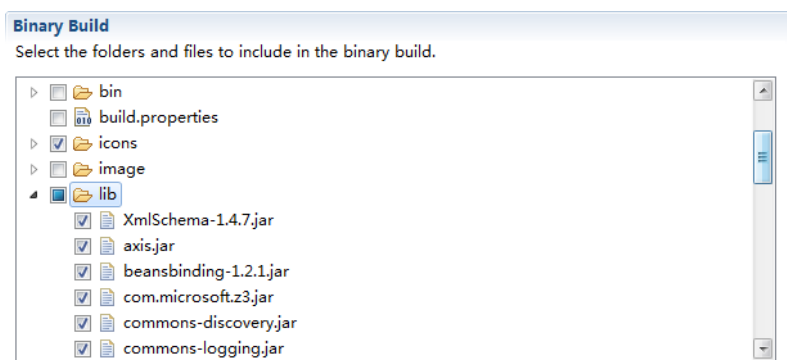 Binary Build
Select the folders and files to include in the binary build.
bin
build.properties
icons
image
lib
XmlSchema-1.4.7.jar
axis.jar
beansbinding-1.2.1.jar
com.microsoft.z3.jar
commons-discovery.jar
commons-logging.jar